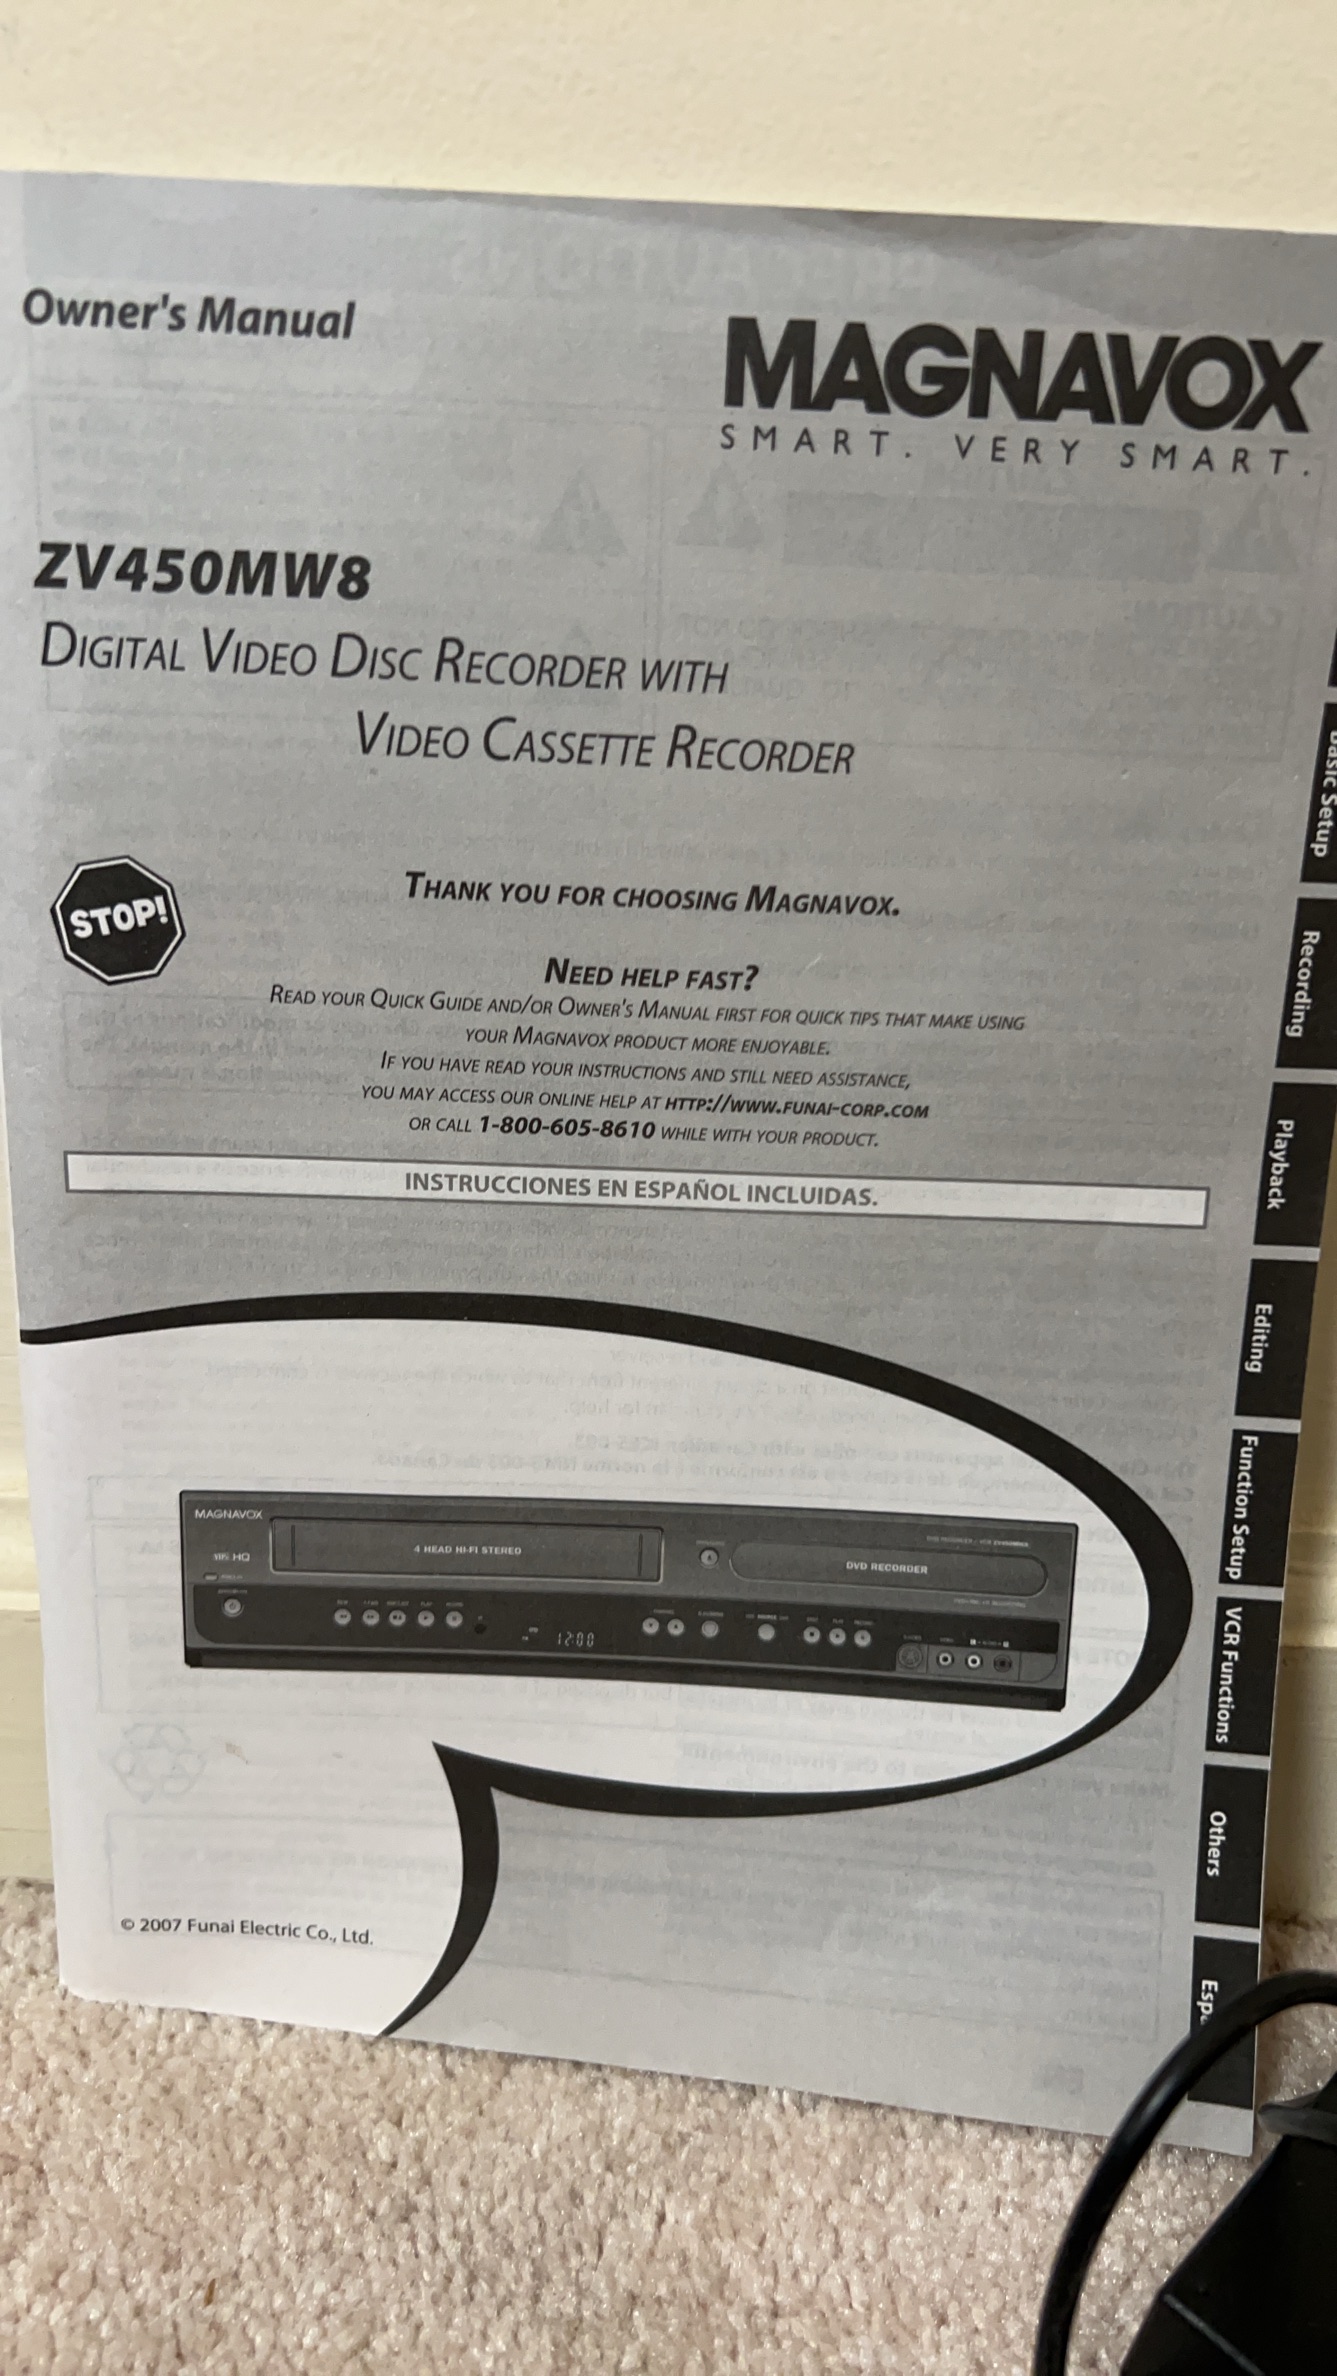 Owner's Manual
MAGNAVOX
SMART. VERY SMART.
ZV450MW8
DIGITAL VIDEO DISC RECORDER WITH
VIDEO CASSETTE RECORDER
STOP!
THANK YOU FOR CHOOSING MAGNAVOX.
NEED HELP FAST?
READ YOUR QUICK GUIDE AND/OR OWNER'S MANUAL FIRST FOR QUICK TIPS THAT MAKE USING
YOUR MAGNAVOX PRODUCT MORE ENJOYABLE.
IF YOU HAVE READ YOUR INSTRUCTIONS AND STILL NEED ASSISTANCE,
YOU MAY ACCESS OUR ONLINE HELP AT HTTP://WWW.FUNAI-CORP.COM
OR CALL 1-800-605-8610 WHILE WITH YOUR PRODUCT.
INSTRUCCIONES EN ESPAÑOL INCLUIDAS.
MAGNAVOX
VHS HQ
4 HEAD HI-FI STEREO
DVD RECORDER
12:00
© 2007 Funai Electric Co., Ltd.
Basic Setup
Recording
Playback
Editing
Function Setup
VCR Functions
Others
Espa